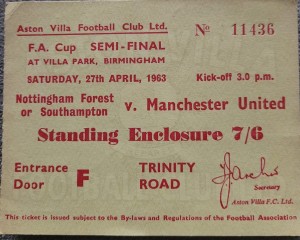 Aston Villa Football Club Ltd. No 11436
F.A. Cup SEMI-FINAL
AT VILLA PARK, BIRMINGHAM
SATURDAY, 27th APRIL, 1963 Kick-off 3.0 p.m.
Nottingham Forest
or Southampton v. Manchester United
Standing Enclosure 7/6
Entrance
Door F TRINITY
ROAD
Secretary
Aston Villa F.C. Ltd.
This ticket is issued subject to the By-laws and Regulations of the Football Association